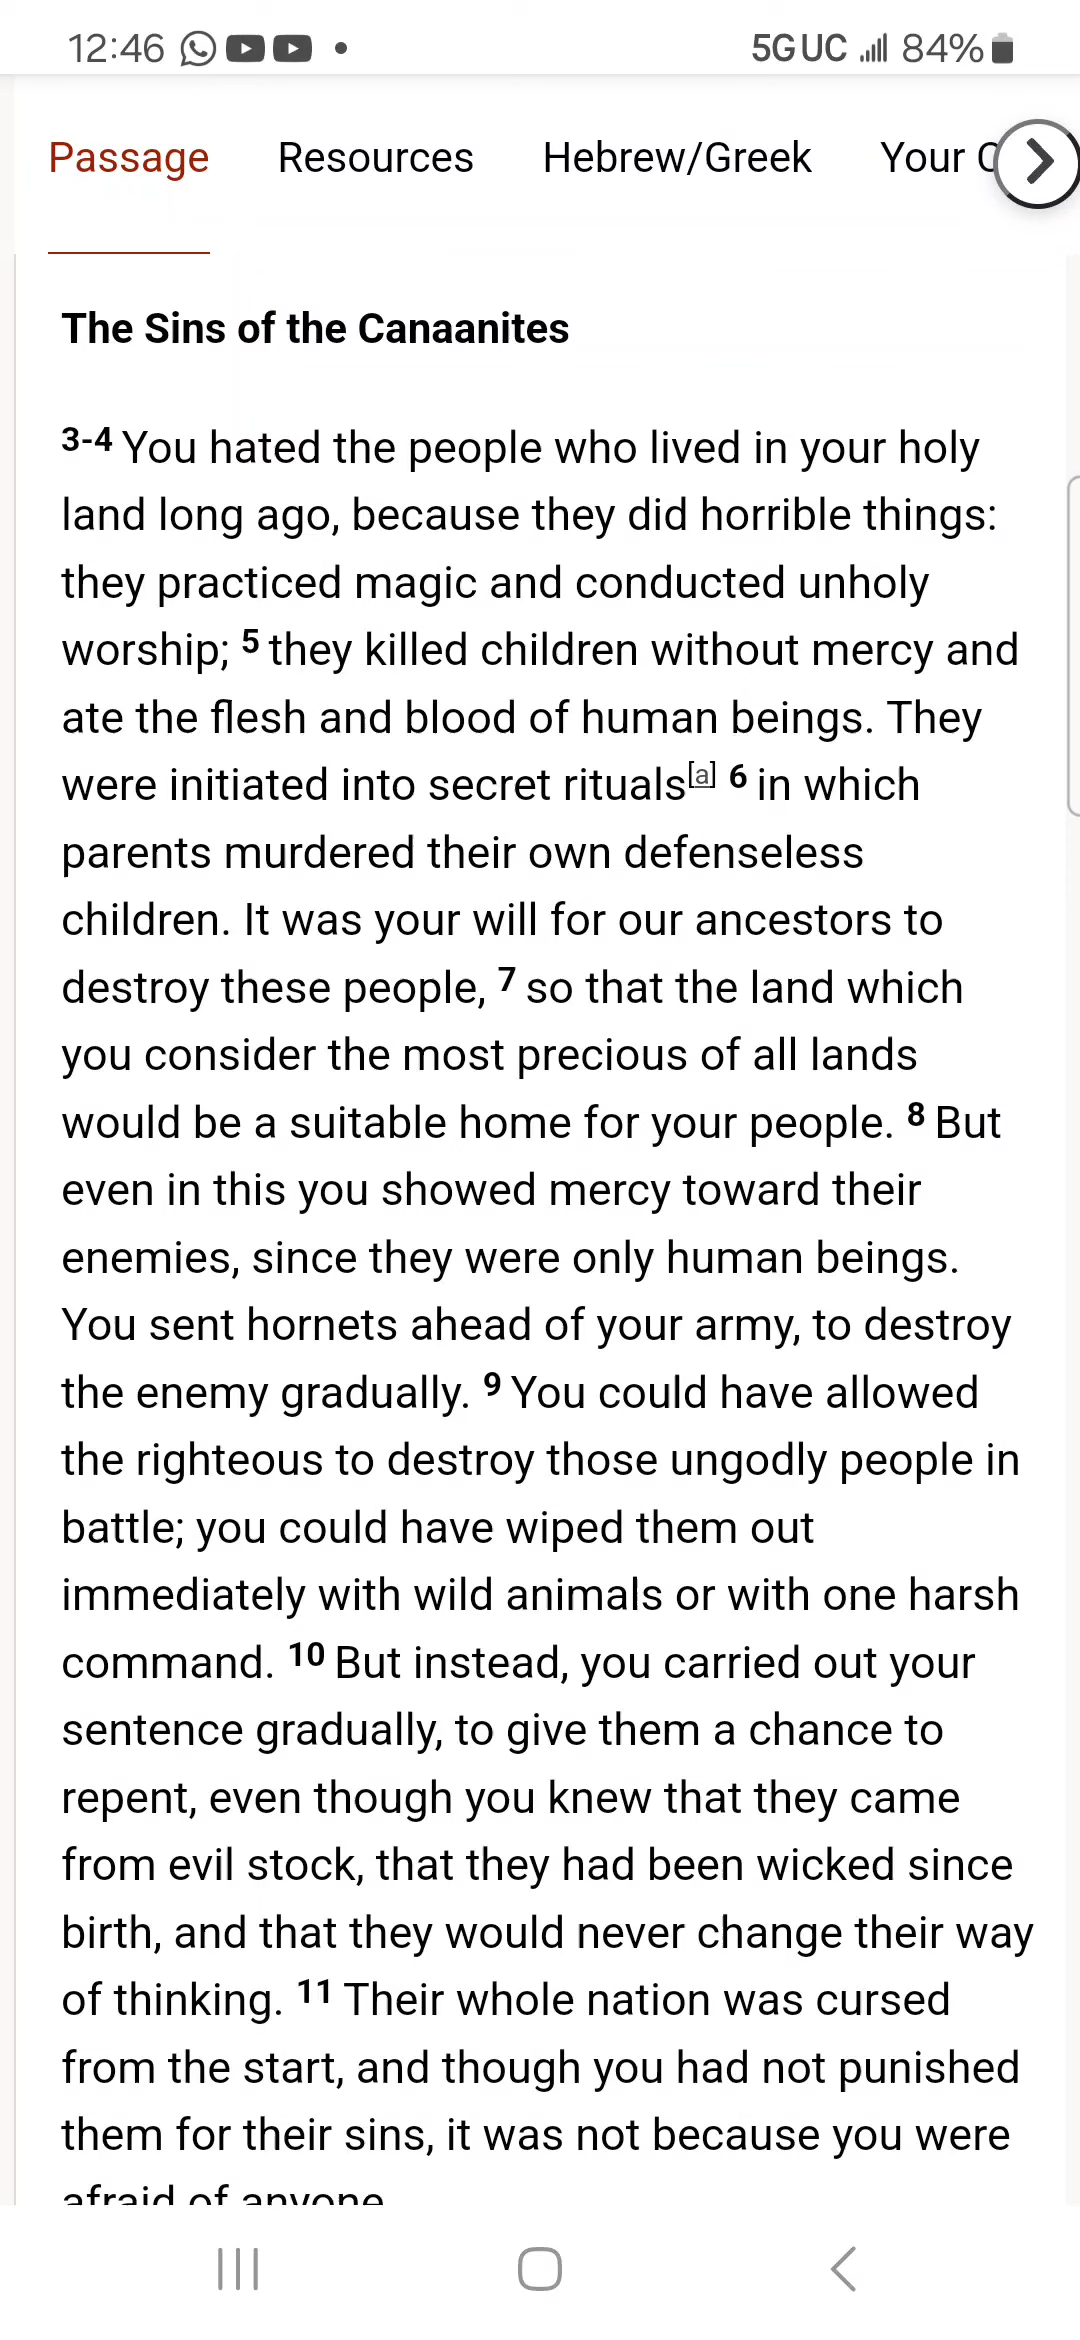 12:46
5G UC 84%
Passage Resources Hebrew/Greek Your
The Sins of the Canaanites
3-4 You hated the people who lived in your holy
land long ago, because they did horrible things:
they practiced magic and conducted unholy
worship; 5 they killed children without mercy and
ate the flesh and blood of human beings. They
were initiated into secret rituals[a] 6 in which
parents murdered their own defenseless
children. It was your will for our ancestors to
destroy these people, 7 so that the land which
you consider the most precious of all lands
would be a suitable home for your people. 8 But
even in this you showed mercy toward their
enemies, since they were only human beings.
You sent hornets ahead of your army, to destroy
the enemy gradually. 9 You could have allowed
the righteous to destroy those ungodly people in
battle; you could have wiped them out
immediately with wild animals or with one harsh
command. 10 But instead, you carried out your
sentence gradually, to give them a chance to
repent, even though you knew that they came
from evil stock, that they had been wicked since
birth, and that they would never change their way
of thinking. 11 Their whole nation was cursed
from the start, and though you had not punished
them for their sins, it was not because you were
afraid of anyone